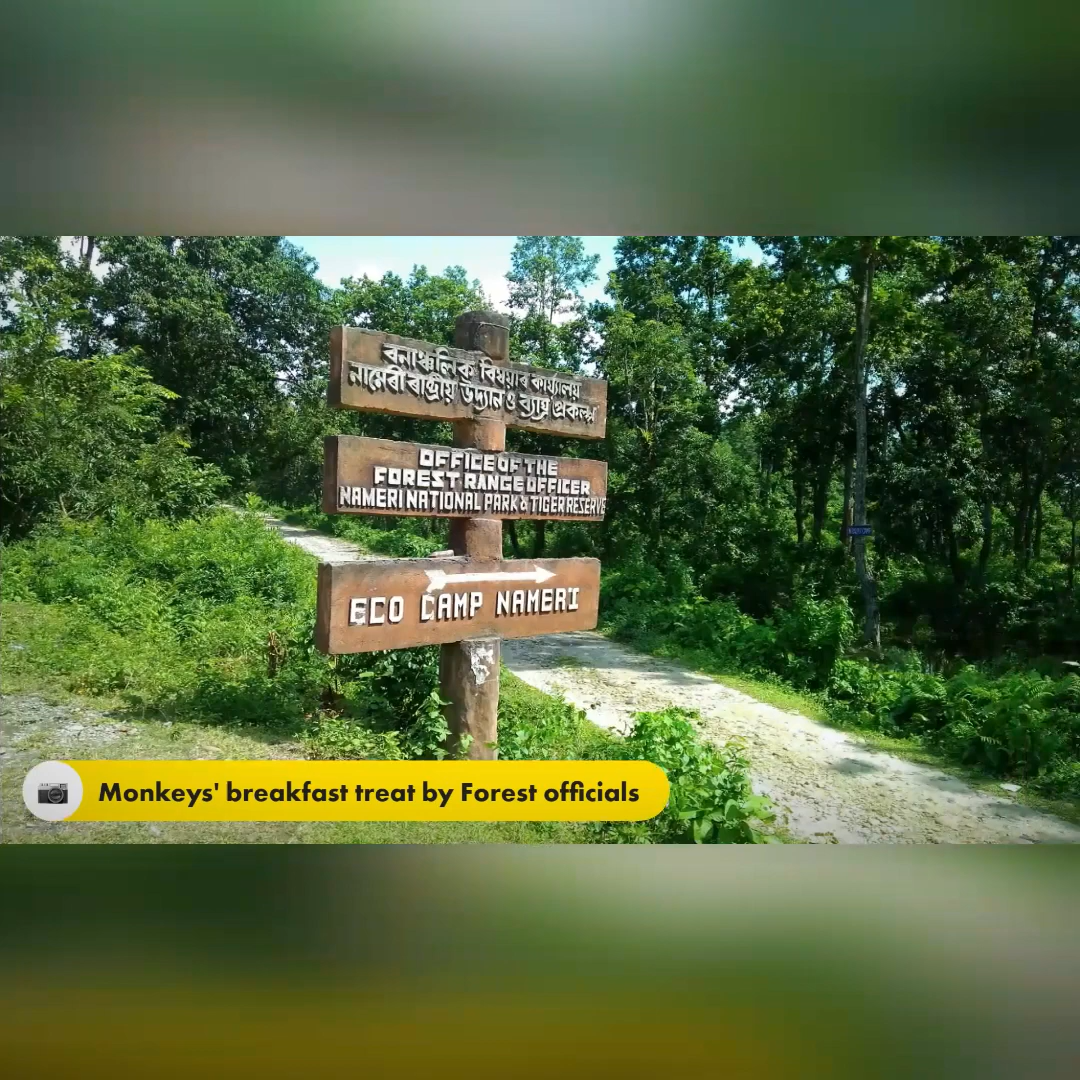 বনাঞ্চলিক বিষয়াৰ কাৰ্য্যালয়
নামেৰী ৰাষ্ট্ৰীয় উদ্যান ও ব্যাঘ্ৰ প্ৰকল্প
OFFICE OF THE
FOREST RANGE OFFICER
NAMERI NATIONAL PARK & TIGER RESERVE
ECO CAMP NAMERI
Monkeys' breakfast treat by Forest officials